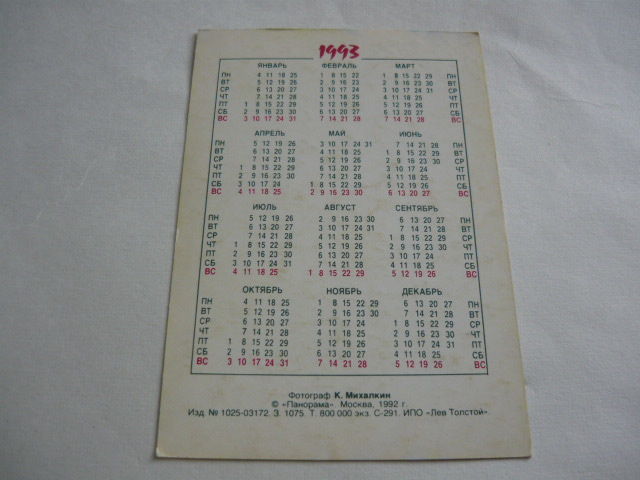 1993
ЯНВАРЬ ФЕВРАЛЬ МАРТ
ПН 4 11 18 25 1 8 15 22 1 8 15 22 29 ПН
ВТ 5 12 19 26 2 9 16 23 2 9 16 23 30 ВТ
СР 6 13 20 27 3 10 17 24 3 10 17 24 31 СР
ЧТ 7 14 21 28 4 11 18 25 4 11 18 25 ЧТ
ПТ 1 8 15 22 29 5 12 19 26 5 12 19 26 ПТ
СБ 2 9 16 23 30 6 13 20 27 6 13 20 27 СБ
ВС 3 10 17 24 31 7 14 21 28 7 14 21 28 ВС
АПРЕЛЬ МАЙ ИЮНЬ
ПН 5 12 19 26 3 10 17 24 31 7 14 21 28 ПН
ВТ 6 13 20 27 4 11 18 25 1 8 15 22 29 ВТ
СР 7 14 21 28 5 12 19 26 2 9 16 23 30 СР
ЧТ 1 8 15 22 29 6 13 20 27 3 10 17 24 ЧТ
ПТ 2 9 16 23 30 7 14 21 28 4 11 18 25 ПТ
СБ 3 10 17 24 1 8 15 22 29 5 12 19 26 СБ
ВС 4 11 18 25 2 9 16 23 30 6 13 20 27 ВС
ИЮЛЬ АВГУСТ СЕНТЯБРЬ
ПН 5 12 19 26 2 9 16 23 30 6 13 20 27 ПН
ВТ 6 13 20 27 3 10 17 24 31 7 14 21 28 ВТ
СР 7 14 21 28 4 11 18 25 1 8 15 22 29 СР
ЧТ 1 8 15 22 29 5 12 19 26 2 9 16 23 30 ЧТ
ПТ 2 9 16 23 30 6 13 20 27 3 10 17 24 ПТ
СБ 3 10 17 24 31 7 14 21 28 4 11 18 25 СБ
ВС 4 11 18 25 1 8 15 22 29 5 12 19 26 ВС
ОКТЯБРЬ НОЯБРЬ ДЕКАБРЬ
ПН 4 11 18 25 1 8 15 22 29 6 13 20 27 ПН
ВТ 5 12 19 26 2 9 16 23 30 7 14 21 28 ВТ
СР 6 13 20 27 3 10 17 24 1 8 15 22 29 СР
ЧТ 7 14 21 28 4 11 18 25 2 9 16 23 30 ЧТ
ПТ 1 8 15 22 29 5 12 19 26 3 10 17 24 31 ПТ
СБ 2 9 16 23 30 6 13 20 27 4 11 18 25 СБ
ВС 3 10 17 24 31 7 14 21 28 5 12 19 26 ВС
Фотограф К. Михалкин
© «Панорама». Москва, 1992 г.
Изд. № 1025-03172. З. 1075. Т. 800 000 экз. С-291. ИПО «Лев Толстой».